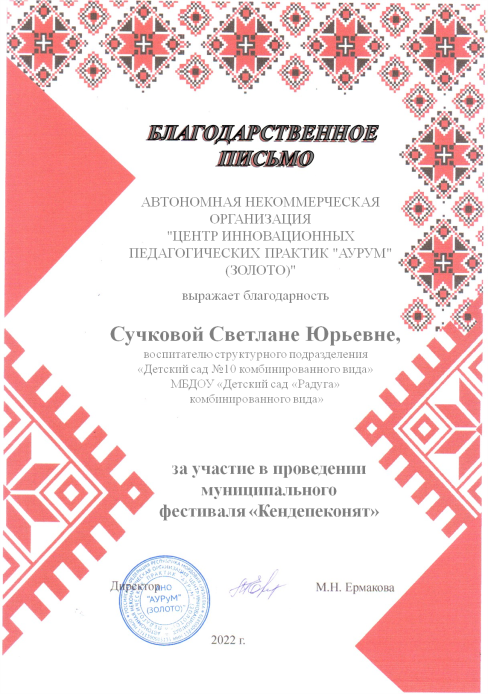 БЛАГОДАРСТВЕННОЕ
ПИСЬМО
АВТОНОМНАЯ НЕКОММЕРЧЕСКАЯ
ОРГАНИЗАЦИЯ
"ЦЕНТР ИННОВАЦИОННЫХ
ПЕДАГОГИЧЕСКИХ ПРАКТИК "АУРУМ"
(ЗОЛОТО)"
выражает благодарность
Сучковой Светлане Юрьевне,
воспитателю структурного подразделения
«Детский сад №10 комбинированного вида»
МБДОУ «Детский сад «Радуга»
комбинированного вида»
за участие в проведении
муниципального
фестиваля «Кендепеконят»
Директор М.Н. Ермакова
АНО
"АУРуМ"
(ЗОЛОТО)"
2022 г.